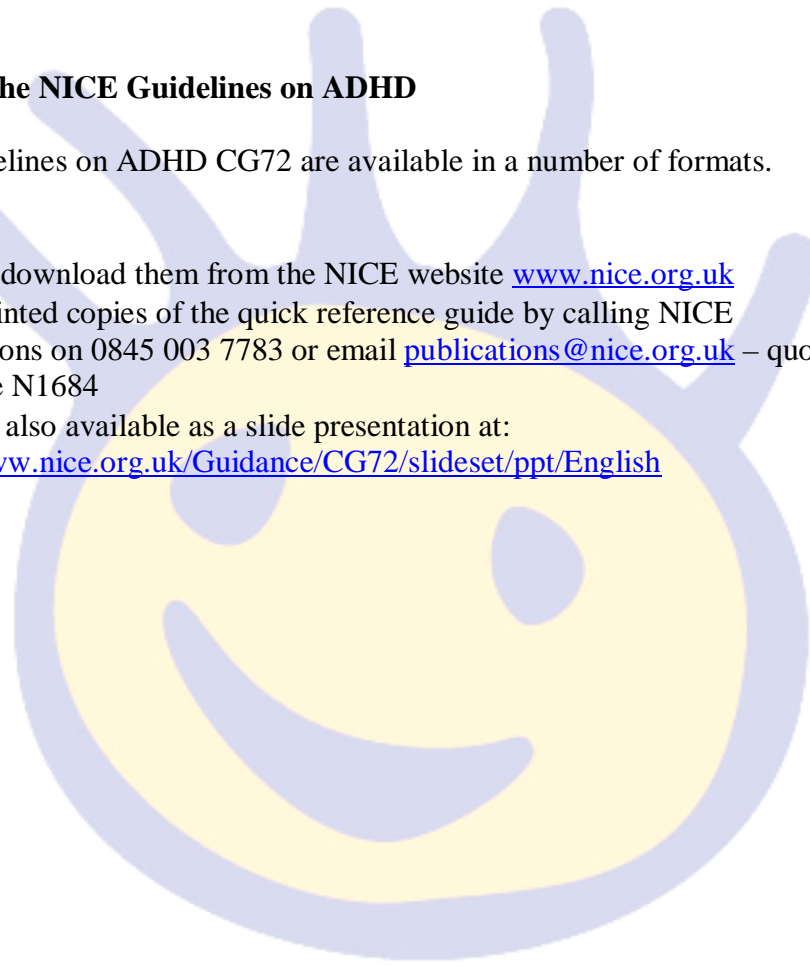 he NICE Guidelines on ADHD
elines on ADHD CG72 are available in a number of formats.
download them from the NICE website www.nice.org.uk
inted copies of the quick reference guide by calling NICE
ons on 0845 003 7783 or email publications@nice.org.uk – quo
e N1684
also available as a slide presentation at:
ww.nice.org.uk/Guidance/CG72/slideset/ppt/English